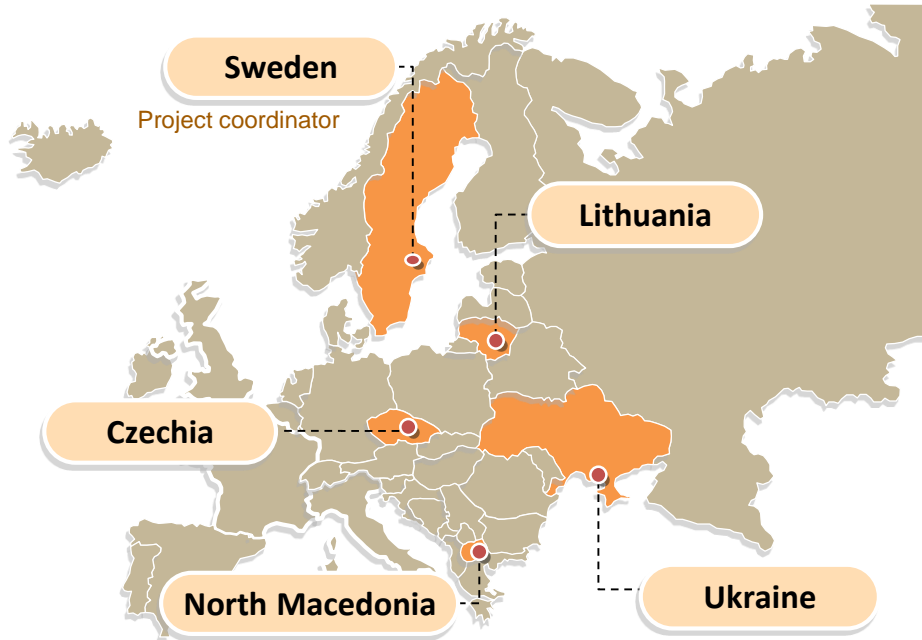 Sweden
Project coordinator
Lithuania
Czechia
North Macedonia
Ukraine